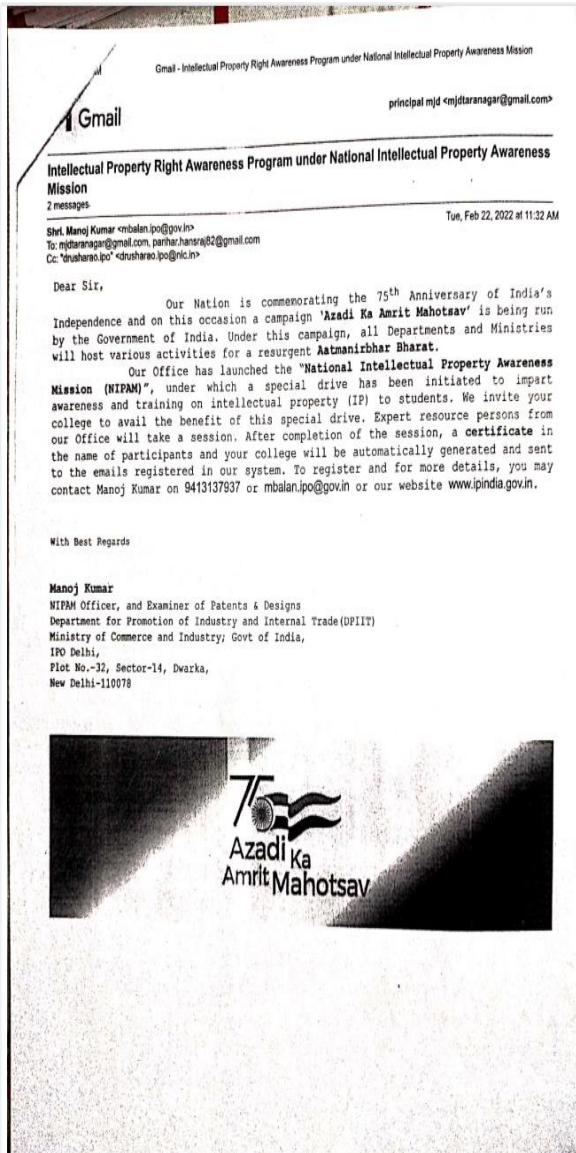 Gmail - Intellectual Property Right Awareness Program under National Intellectual Property Awareness Mission
Gmail
principal mjd <mjdtaranagar@gmail.com>
Intellectual Property Right Awareness Program under National Intellectual Property Awareness
Mission
2 messages
Shri. Manoj Kumar <mbalan.ipo@gov.in>
Tue, Feb 22, 2022 at 11:32 AM
To: mjdtaranagar@gmail.com, parihar.hansraj82@gmail.com
Cc: "drusharao.ipo" <drusharao.ipo@nic.in>
Dear Sir,
Our Nation is commemorating the 75th Anniversary of India's
Independence and on this occasion a campaign 'Azadi Ka Amrit Mahotsav' is being run
by the Government of India. Under this campaign, all Departments and Ministries
will host various activities for a resurgent Aatmanirbhar Bharat.
Our Office has launched the "National Intellectual Property Awareness
Mission (NIPAM)", under which a special drive has been initiated to impart
awareness and training on intellectual property (IP) to students. We invite your
college to avail the benefit of this special drive. Expert resource persons from
our Office will take a session. After completion of the session, a certificate in
the name of participants and your college will be automatically generated and sent
to the emails registered in our system. To register and for more details, you may
contact Manoj Kumar on 9413137937 or mbalan.ipo@gov.in or our website www.ipindia.gov.in.
With Best Regards
Manoj Kumar
NIPAM Officer, and Examiner of Patents & Designs
Department for Promotion of Industry and Internal Trade(DPIIT)
Ministry of Commerce and Industry; Govt of India,
IPO Delhi,
Plot No.-32, Sector-14, Dwarka,
New Delhi-110078
75
Azadi Ka
Amrit Mahotsav